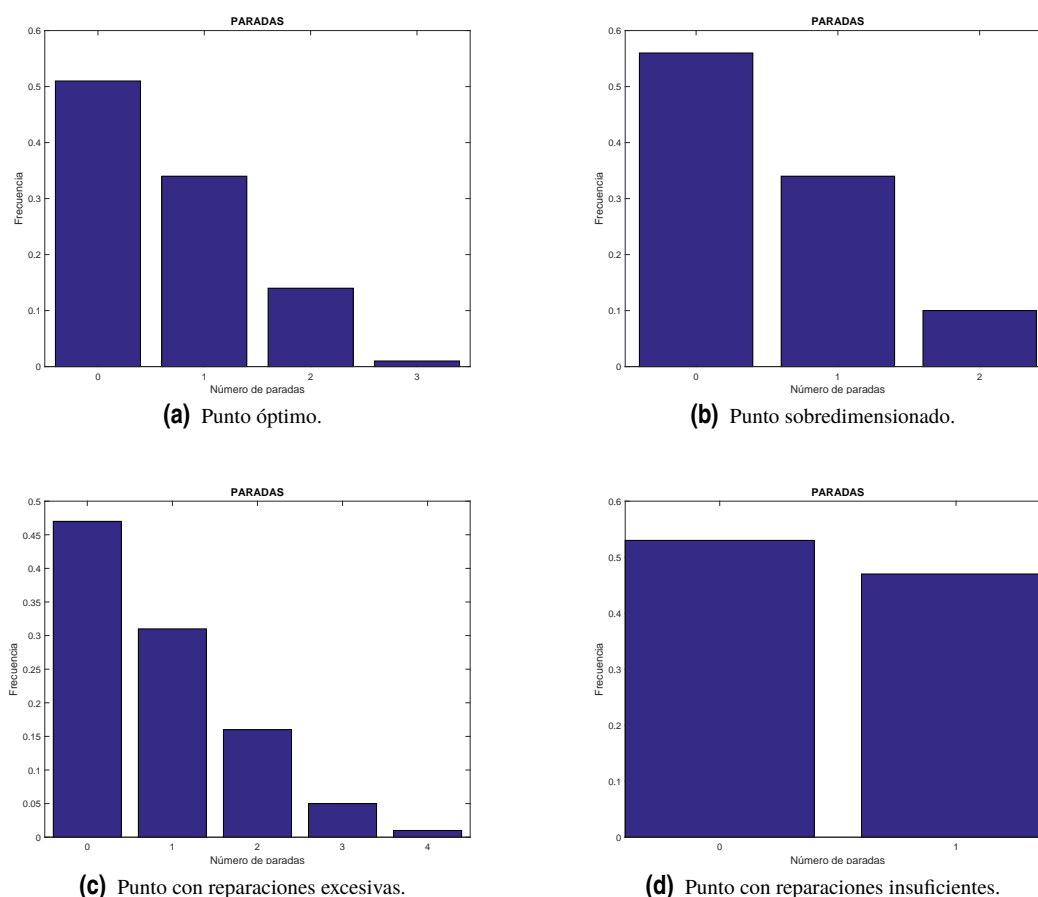 PARADAS
0.6
0.5
0.4
0.3
0.2
0.1
0
Frecuencia
0 1 2 3
Número de paradas
(a) Punto óptimo.
PARADAS
0.6
0.5
0.4
0.3
0.2
0.1
0
Frecuencia
0 1 2
Número de paradas
(b) Punto sobredimensionado.
PARADAS
0.5
0.45
0.4
0.35
0.3
0.25
0.2
0.15
0.1
0.05
0
Frecuencia
0 1 2 3 4
Número de paradas
(c) Punto con reparaciones excesivas.
PARADAS
0.6
0.5
0.4
0.3
0.2
0.1
0
Frecuencia
0 1
Número de paradas
(d) Punto con reparaciones insuficientes.